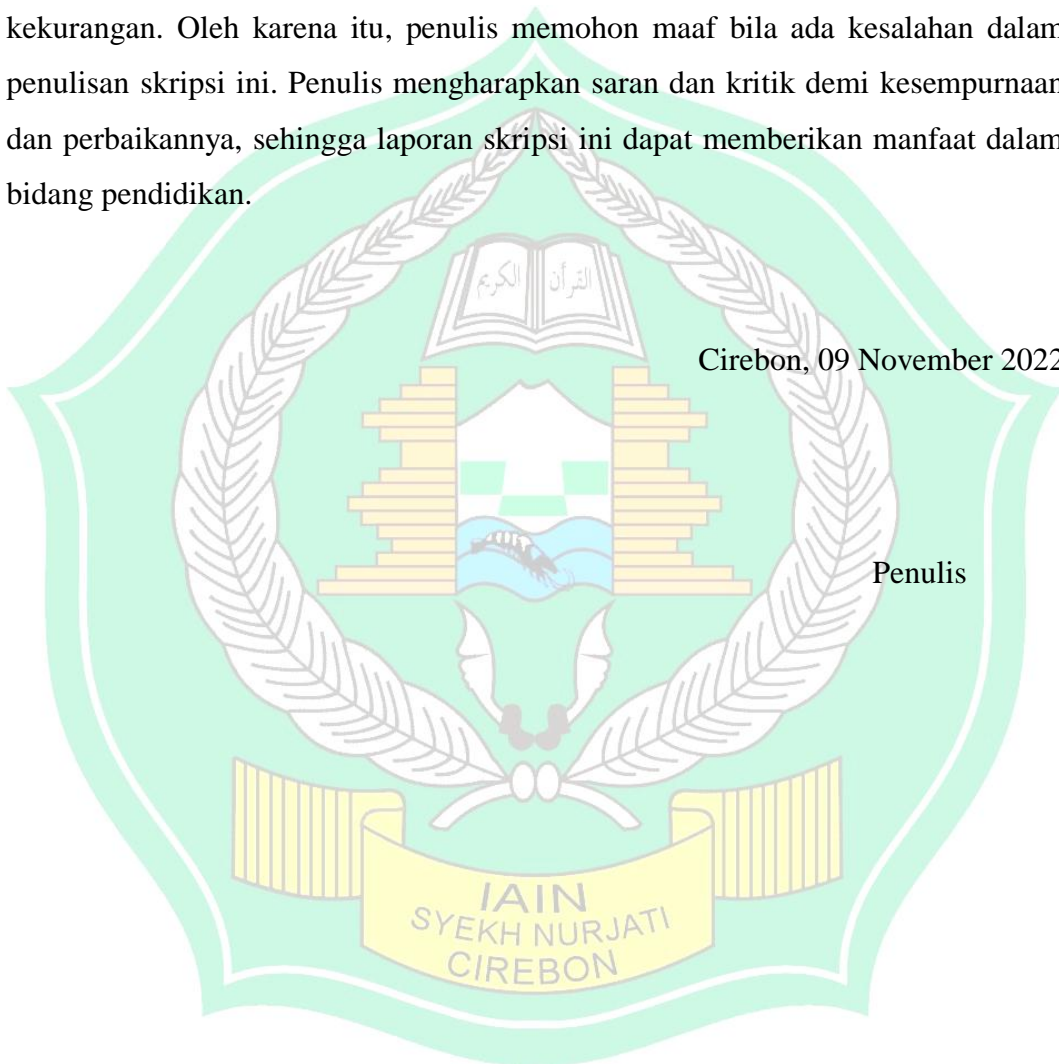 kekurangan. Oleh karena itu, penulis memohon maaf bila ada kesalahan dalam
penulisan skripsi ini. Penulis mengharapkan saran dan kritik demi kesempurnaan
dan perbaikannya, sehingga laporan skripsi ini dapat memberikan manfaat dalam
bidang pendidikan.
القرأن الكريم
Cirebon, 09 November 2022
Penulis
IAIN
SYEKH NURJATI
CIREBON